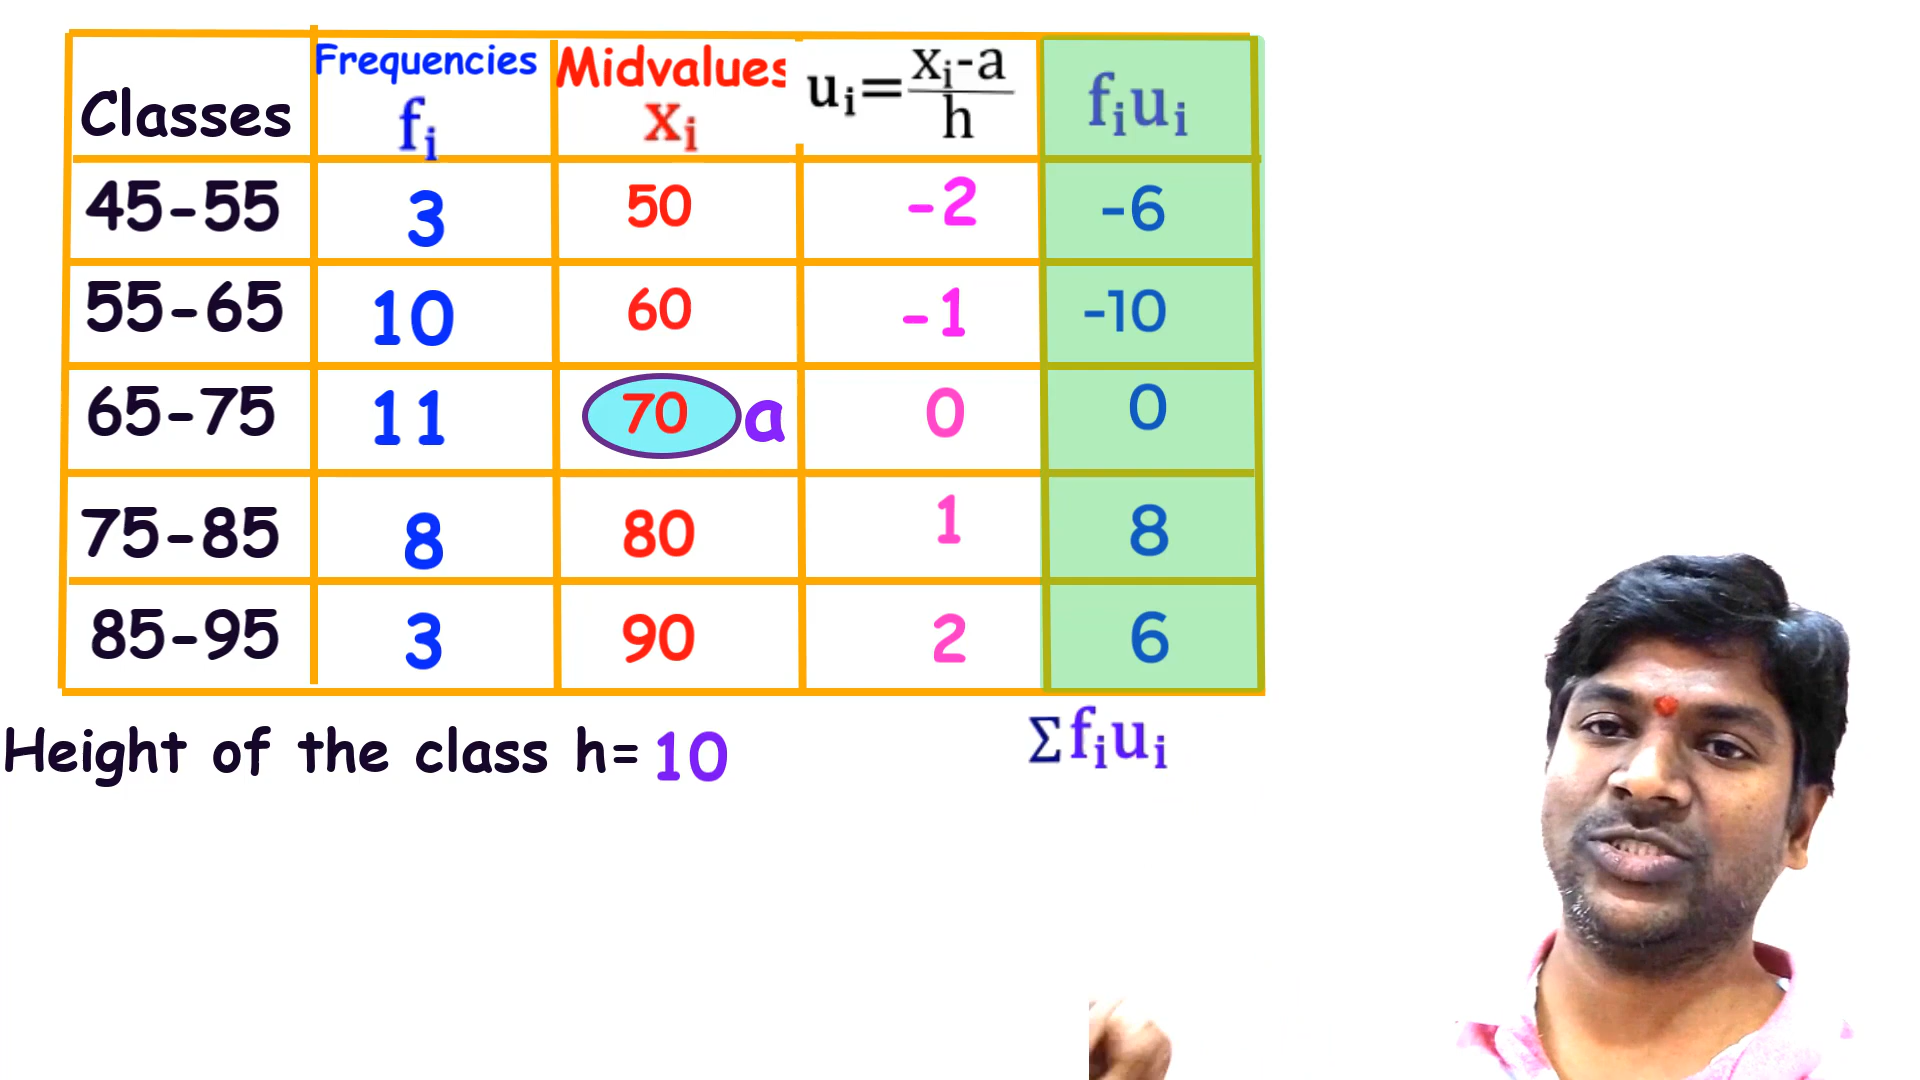 Classes Frequencies fᵢ Midvalues xᵢ uᵢ=(xᵢ-a)/h fᵢuᵢ
45-55 3 50 -2 -6
55-65 10 60 -1 -10
65-75 11 70 a 0 0
75-85 8 80 1 8
85-95 3 90 2 6
Height of the class h= 10 Σfᵢuᵢ